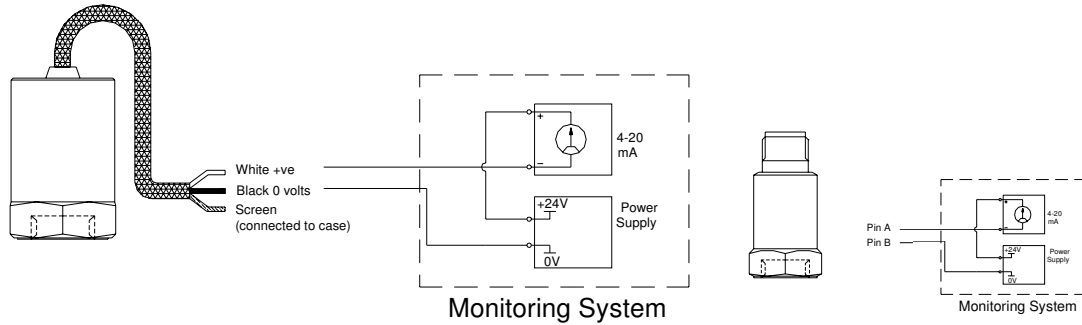 White +ve
Black 0 volts
Screen
(connected to case)
+
−
4-20
mA
+24V
0V
Power
Supply
Monitoring System
Pin A
Pin B
+
−
4-20
mA
+24V
0V
Power
Supply
Monitoring System